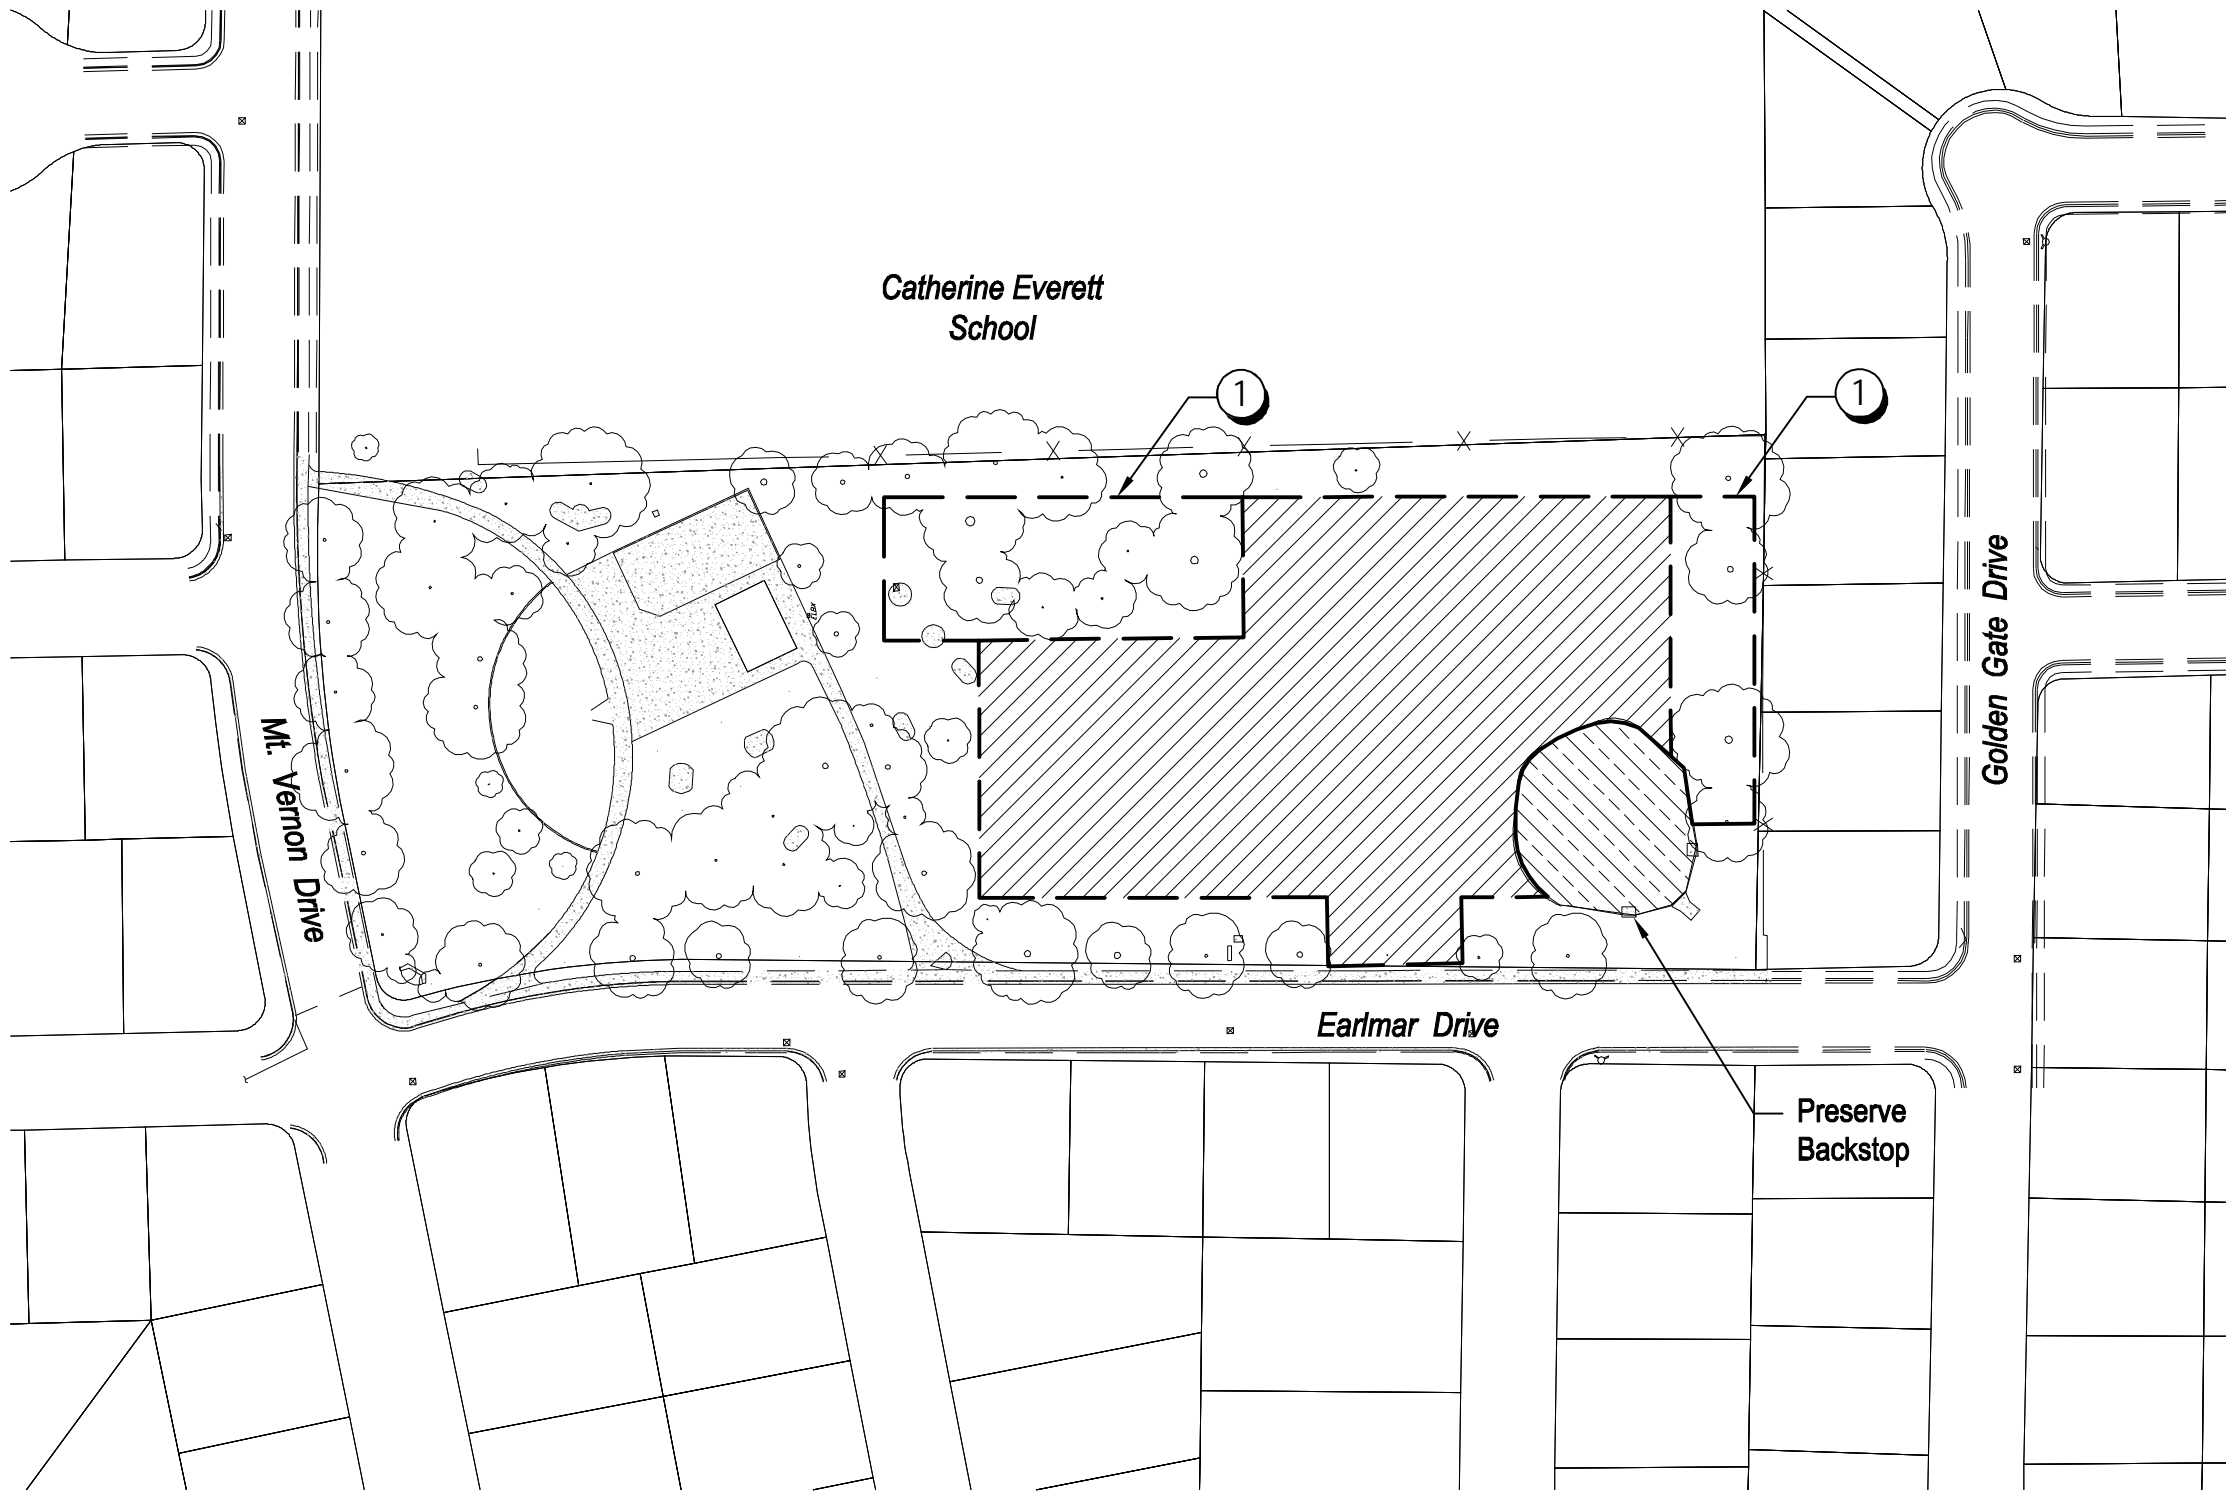 Catherine Everett
School
1
1
Golden Gate Drive
Mt. Vernon Drive
Earlmar Drive
Preserve
Backstop